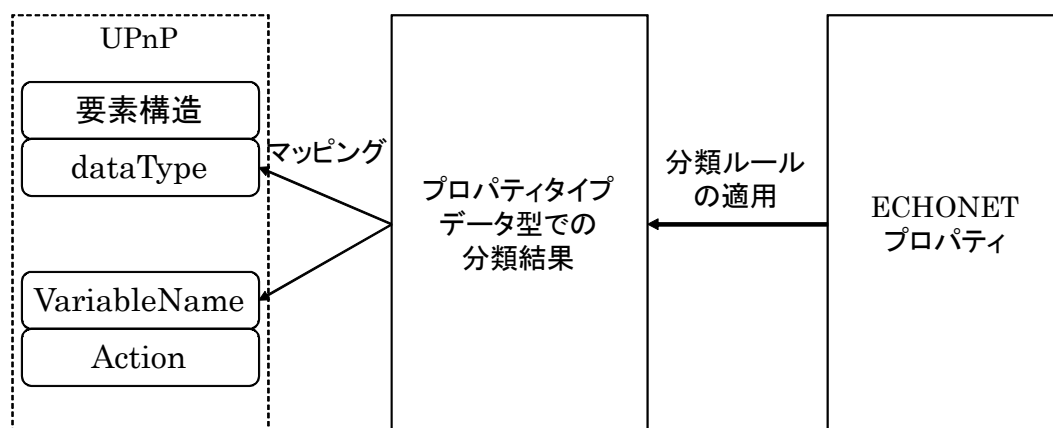 UPnP
要素構造
dataType
VariableName
Action
マッピング
プロパティタイプ
データ型での
分類結果
分類ルール
の適用
ECHONET
プロパティ